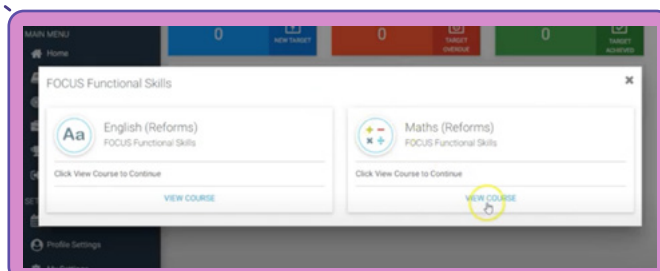 MAIN MENU
Home
0
NEW TARGET
0
TARGET OVERDUE
0
TARGET ACHIEVED
FOCUS Functional Skills
×
Aa
English (Reforms)
FOCUS Functional Skills
Click View Course to Continue
VIEW COURSE
Maths (Reforms)
FOCUS Functional Skills
Click View Course to Continue
VIEW COURSE
Profile Settings